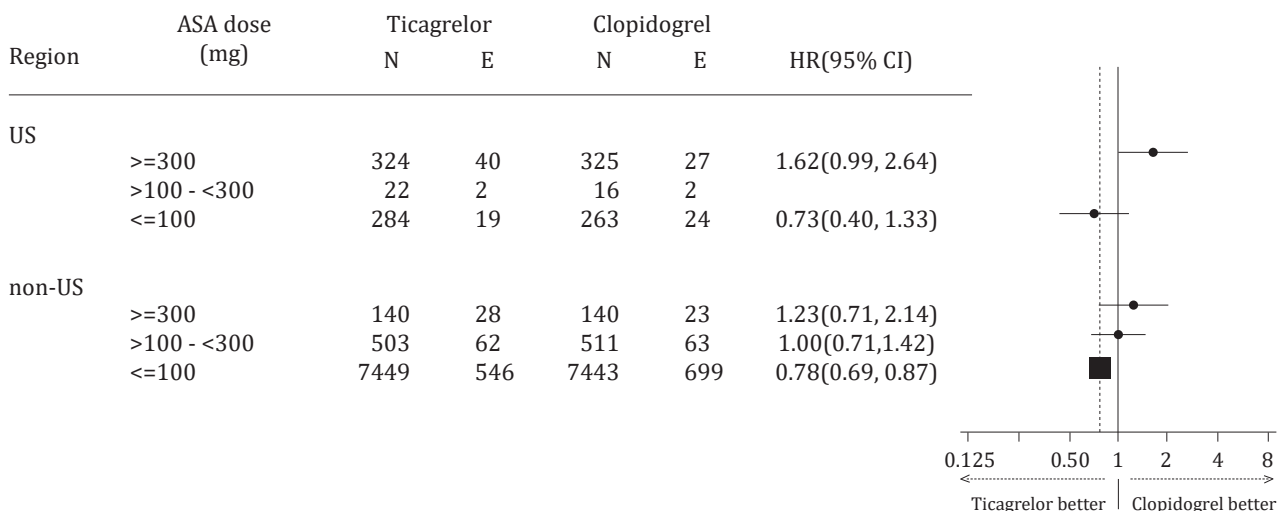 ASA dose Ticagrelor Clopidogrel
Region (mg) N E N E HR(95% CI)
US
>=300 324 40 325 27 1.62(0.99, 2.64)
>100 - <300 22 2 16 2
<=100 284 19 263 24 0.73(0.40, 1.33)
non-US
>=300 140 28 140 23 1.23(0.71, 2.14)
>100 - <300 503 62 511 63 1.00(0.71,1.42)
<=100 7449 546 7443 699 0.78(0.69, 0.87)
0.125 0.50 1 2 4 8
Ticagrelor better Clopidogrel better